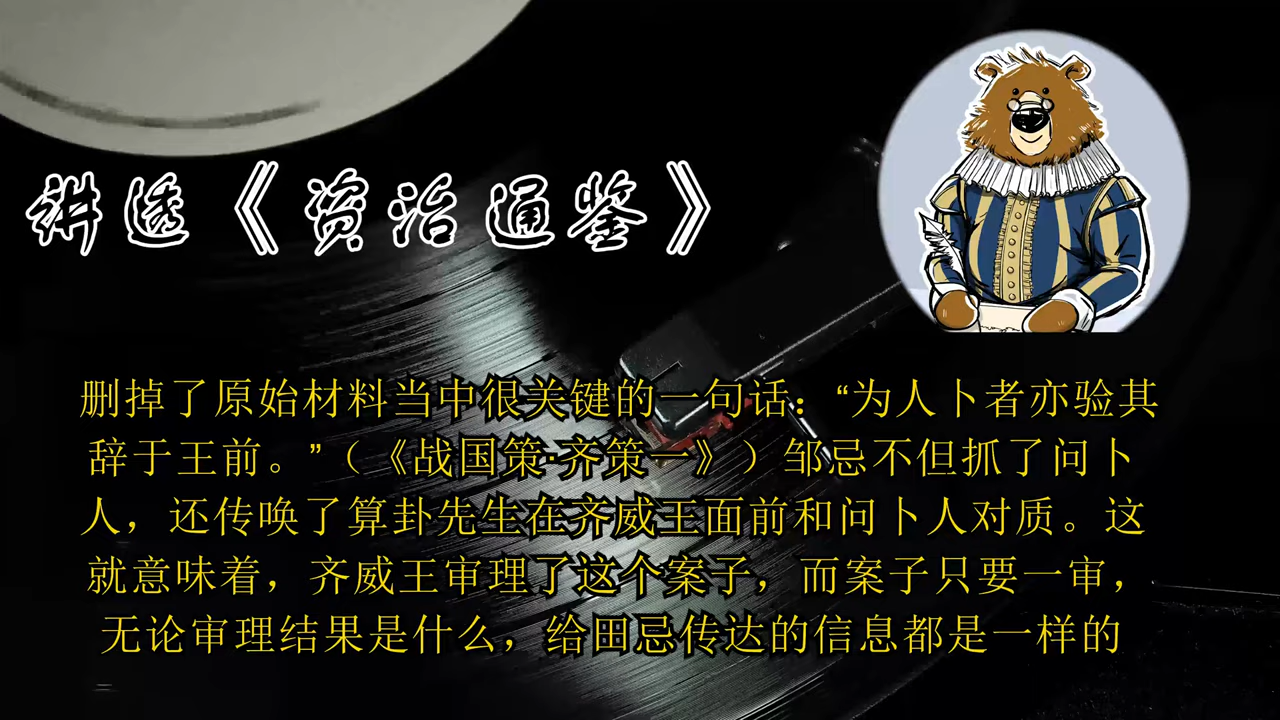 讲透《资治通鉴》
删掉了原始材料当中很关键的一句话：“为人卜者亦验其
辞于王前。”（《战国策·齐策一》）邹忌不但抓了问卜
人，还传唤了算卦先生在齐威王面前和问卜人对质。这
就意味着，齐威王审理了这个案子，而案子只要一审，
无论审理结果是什么，给田忌传达的信息都是一样的